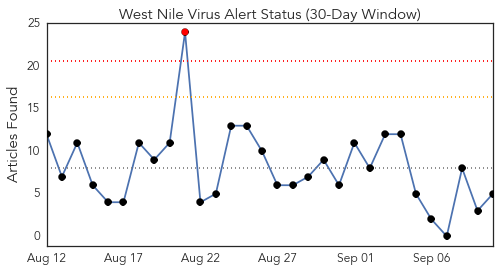 West Nile Virus Alert Status (30-Day Window)
Articles Found
25
20
15
10
5
0
Aug 12 Aug 17 Aug 22 Aug 27 Sep 01 Sep 06